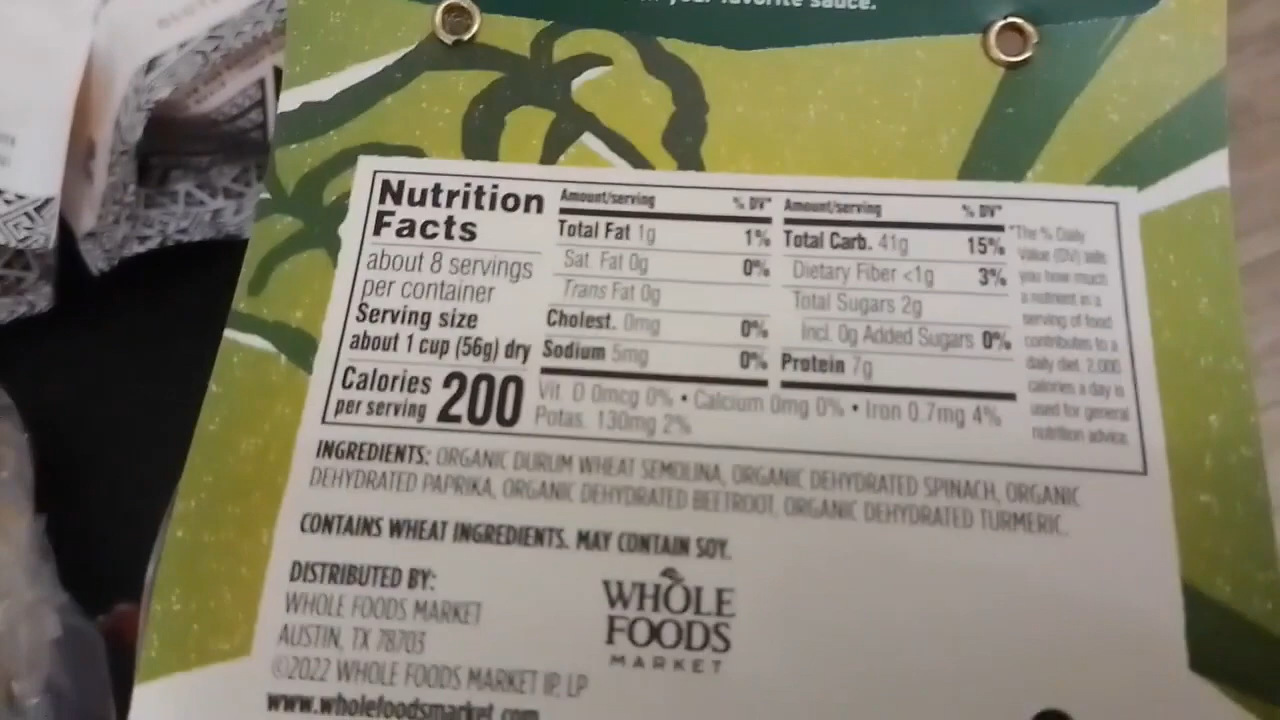 your favorite sauce.
Nutrition
Facts
about 8 servings
per container
Serving size
about 1 cup (56g) dry
Calories
per serving 200
Amount/serving % DV*
Total Fat 1g 1%
Sat. Fat 0g 0%
Trans Fat 0g
Cholest. 0mg 0%
Sodium 5mg 0%
Amount/serving % DV*
Total Carb. 41g 15%
Dietary Fiber <1g 3%
Total Sugars 2g
Incl. 0g Added Sugars 0%
Protein 7g
Vit. D 0mcg 0% • Calcium 0mg 0% • Iron 0.7mg 4%
Potas. 130mg 2%
*The % Daily
Value (DV) tells
you how much
a nutrient in a
serving of food
contributes to a
daily diet. 2,000
calories a day is
used for general
nutrition advice.
INGREDIENTS: ORGANIC DURUM WHEAT SEMOLINA, ORGANIC DEHYDRATED SPINACH, ORGANIC
DEHYDRATED PAPRIKA, ORGANIC DEHYDRATED BEETROOT, ORGANIC DEHYDRATED TURMERIC.
CONTAINS WHEAT INGREDIENTS. MAY CONTAIN SOY.
DISTRIBUTED BY:
WHOLE FOODS MARKET
AUSTIN, TX 78703
©2022 WHOLE FOODS MARKET IP, LP
www.wholefoodsmarket.com
WHOLE
FOODS
MARKET